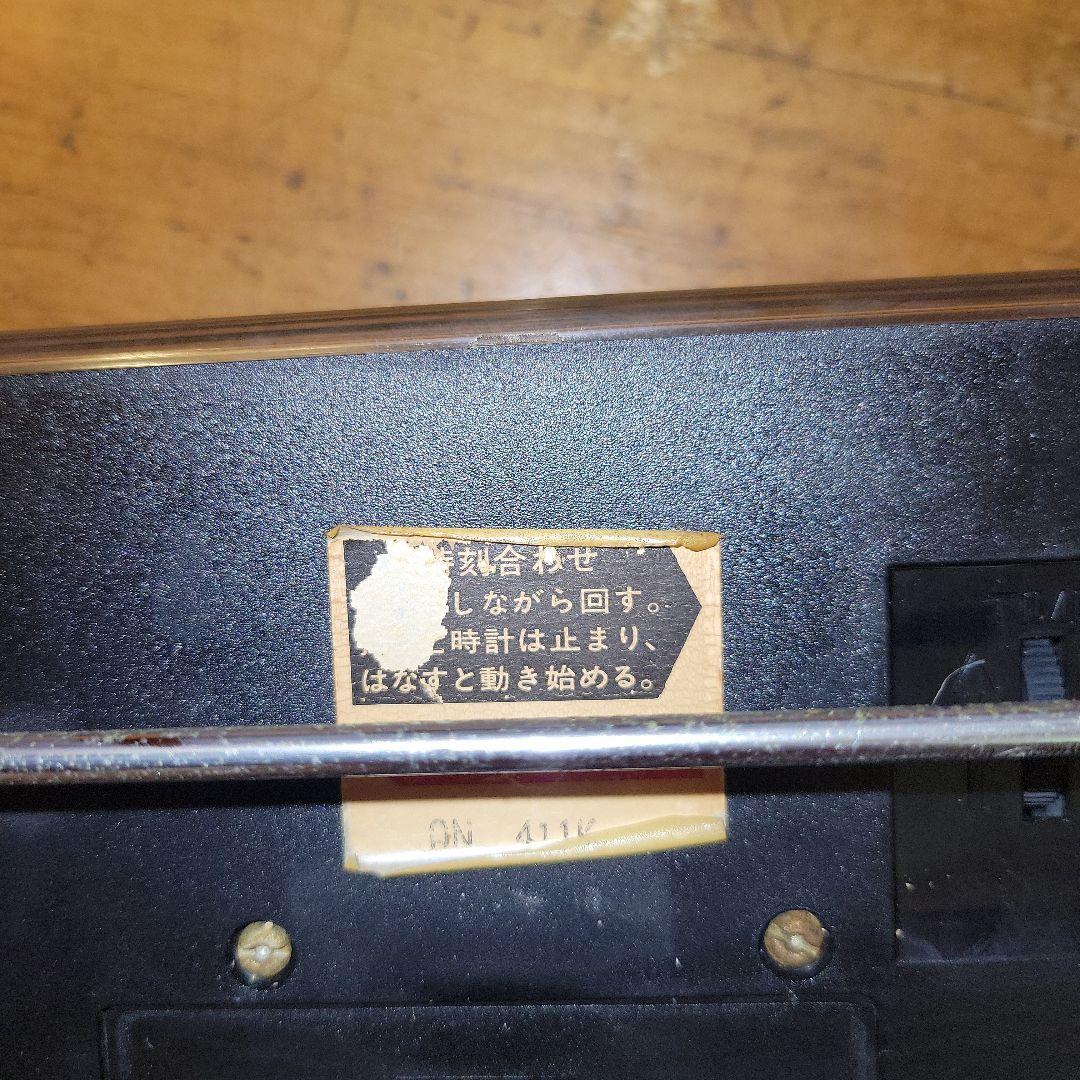 時刻合わせ
しながら回す。
時計は止まり、
はなすと動き始める。
QN 411K